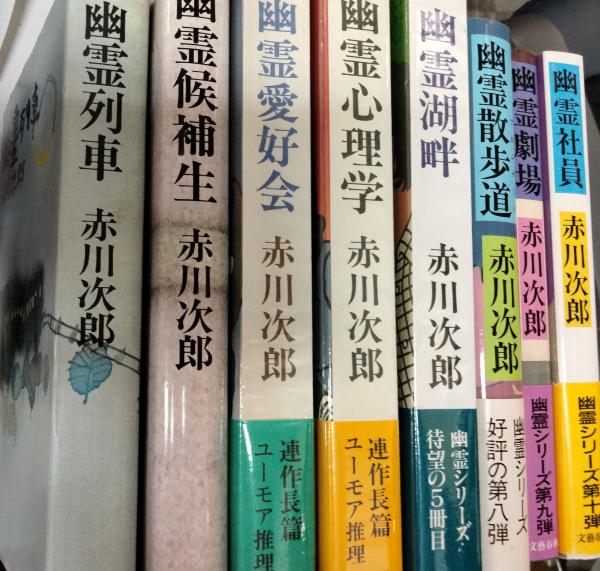 幽霊列車
赤川次郎
幽霊候補生
赤川次郎
幽霊愛好会
赤川次郎
連作長篇
ユーモア推理
幽霊心理学
赤川次郎
連作長篇
ユーモア推理
幽霊湖畔
赤川次郎
幽霊シリーズ
待望の5冊目
幽霊散歩道
赤川次郎
幽霊シリーズ
好評の第八弾
幽霊劇場
赤川次郎
幽霊シリーズ第九弾
文藝春秋
幽霊社員
赤川次郎
幽霊シリーズ第十弾